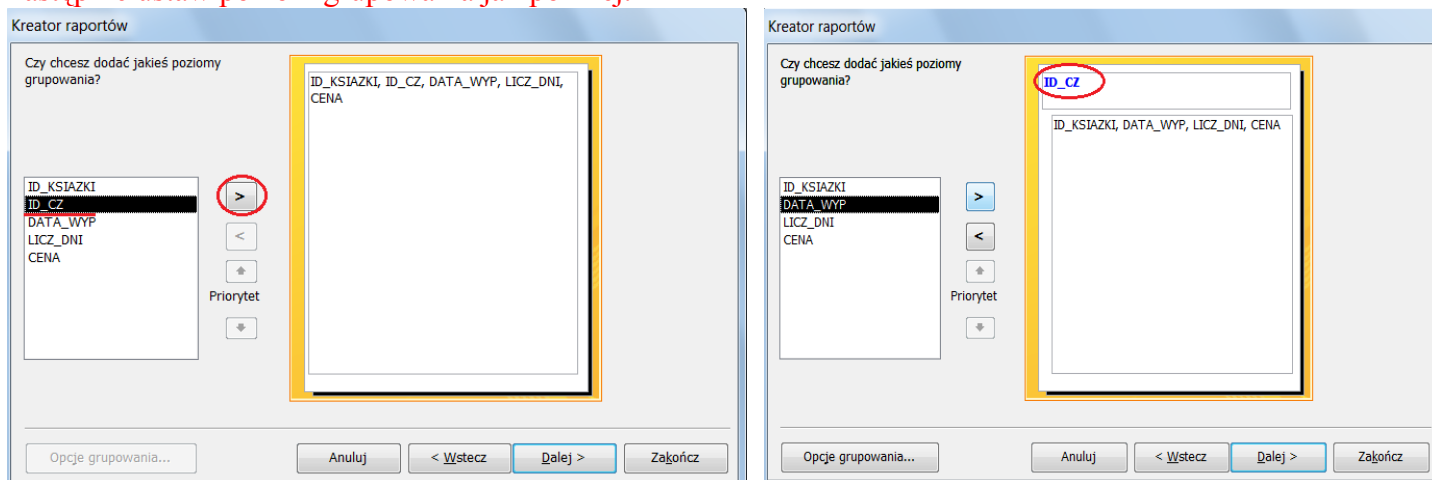 Kreator raportów
Czy chcesz dodać jakieś poziomy
grupowania?
ID_KSIAZKI, ID_CZ, DATA_WYP, LICZ_DNI,
CENA
ID_KSIAZKI
ID_CZ
DATA_WYP
LICZ_DNI
CENA
>
<
Priorytet
Opcje grupowania...
Anuluj
< Wstecz
Dalej >
Zakończ
Kreator raportów
Czy chcesz dodać jakieś poziomy
grupowania?
ID_CZ
ID_KSIAZKI, DATA_WYP, LICZ_DNI, CENA
ID_KSIAZKI
DATA_WYP
LICZ_DNI
CENA
>
<
Priorytet
Opcje grupowania...
Anuluj
< Wstecz
Dalej >
Zakończ